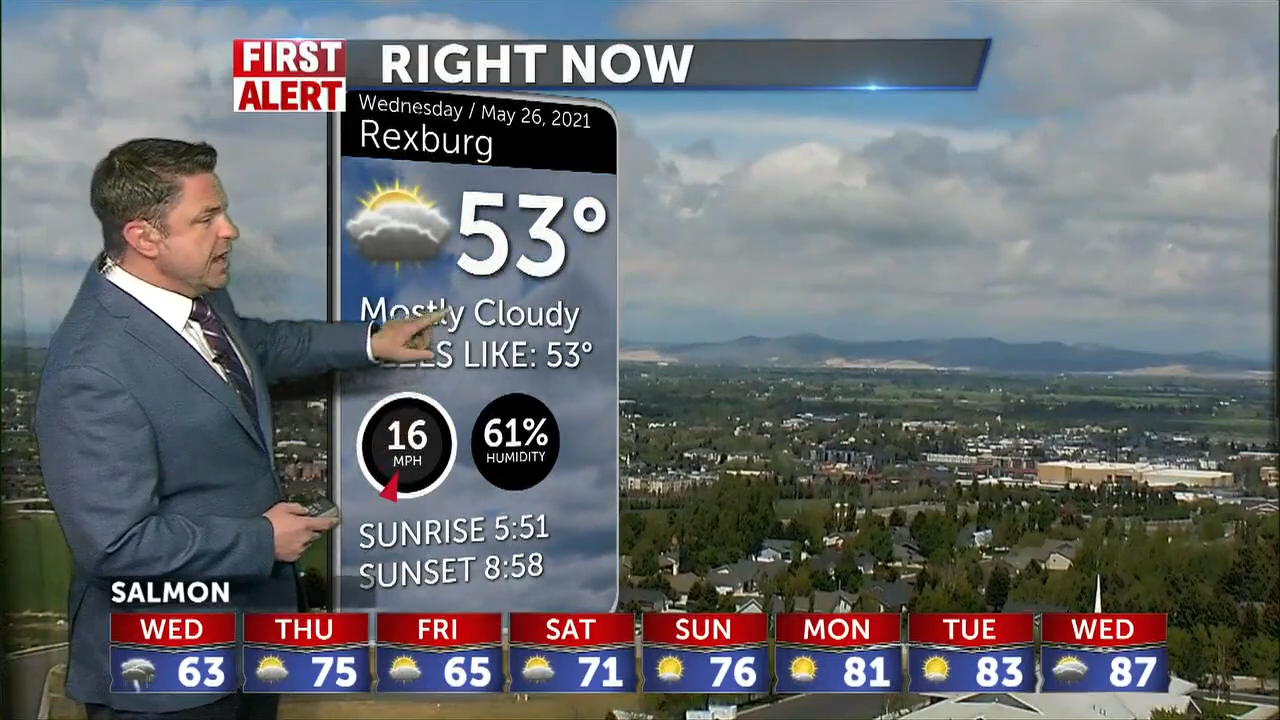 FIRST
ALERT
RIGHT NOW
Wednesday / May 26, 2021
Rexburg
53°
Mostly Cloudy
LIKE: 53°
16
MPH
61%
HUMIDITY
SUNRISE 5:51
SUNSET 8:58
SALMON
WED THU FRI SAT SUN MON TUE WED
63 75 65 71 76 81 83 87